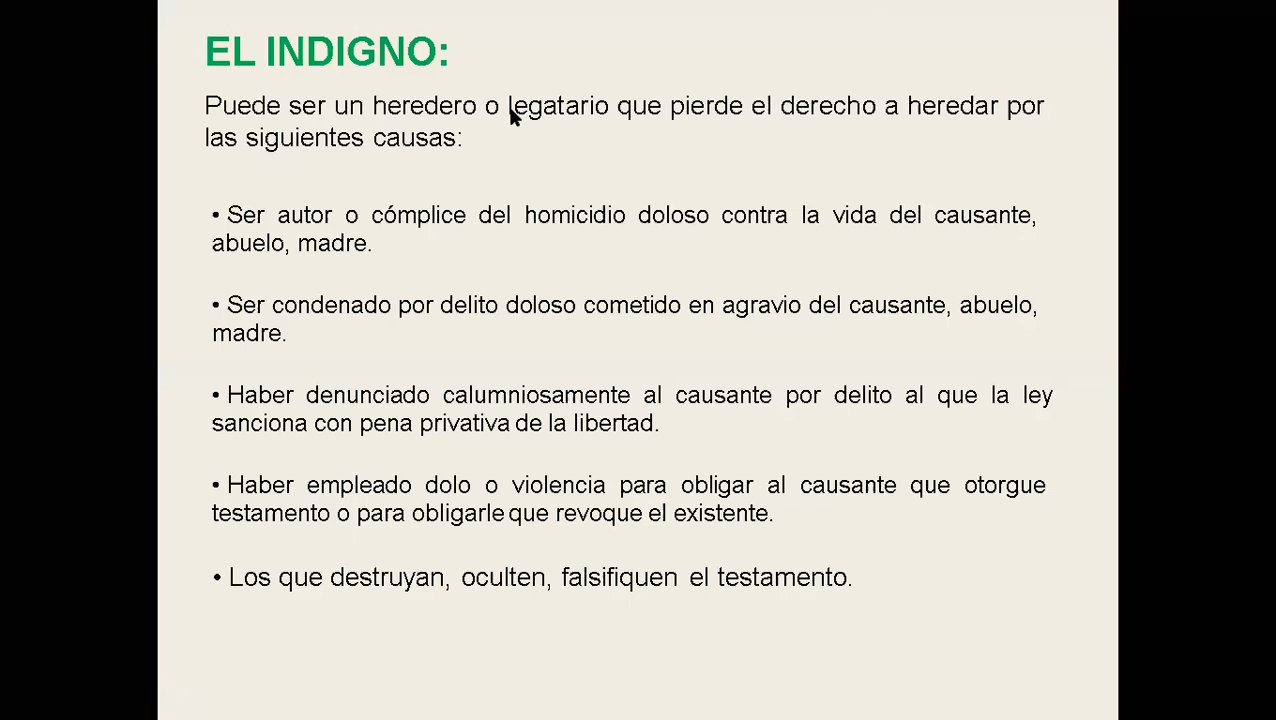 EL INDIGNO:
Puede ser un heredero o legatario que pierde el derecho a heredar por
las siguientes causas:
• Ser autor o cómplice del homicidio doloso contra la vida del causante,
abuelo, madre.
• Ser condenado por delito doloso cometido en agravio del causante, abuelo,
madre.
• Haber denunciado calumniosamente al causante por delito al que la ley
sanciona con pena privativa de la libertad.
• Haber empleado dolo o violencia para obligar al causante que otorgue
testamento o para obligarle que revoque el existente.
• Los que destruyan, oculten, falsifiquen el testamento.